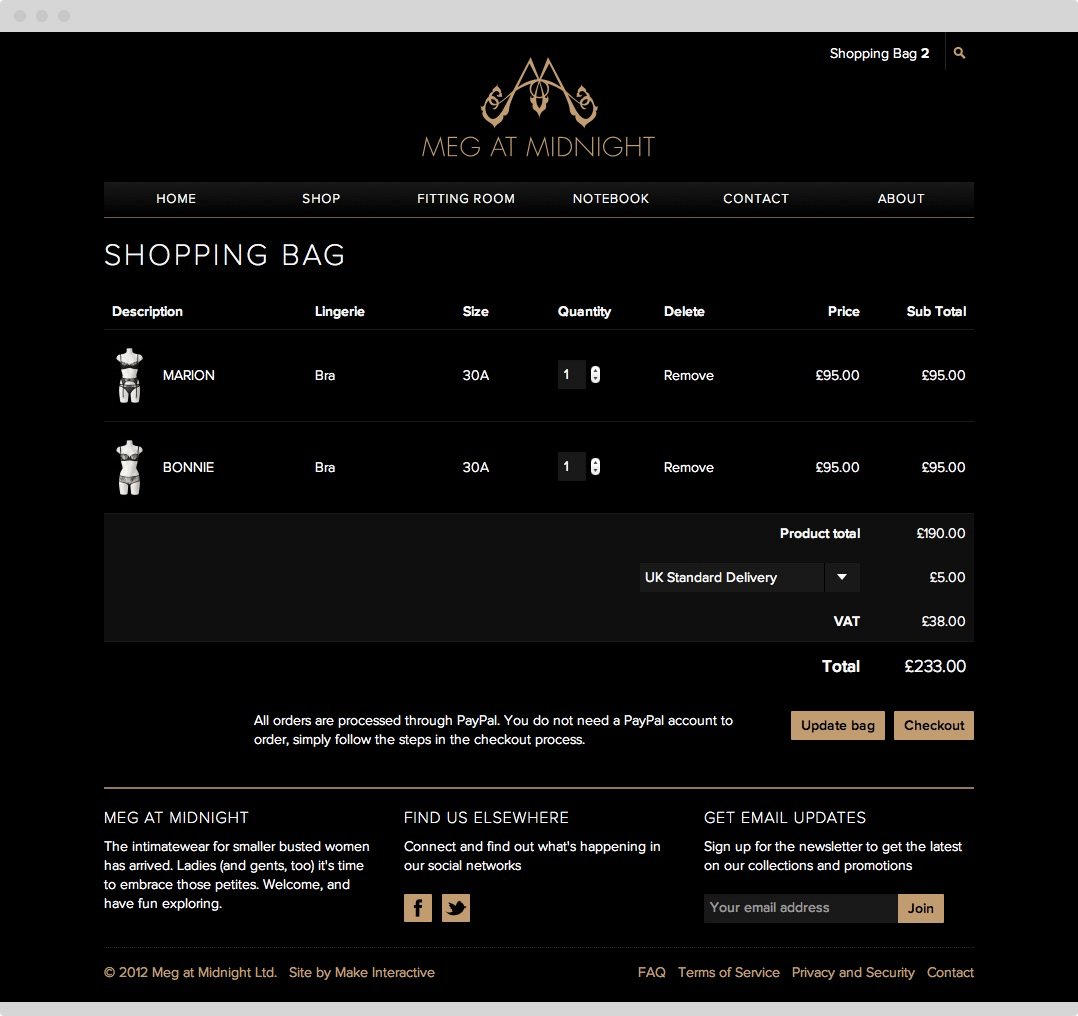 Shopping Bag 2
MEG AT MIDNIGHT
HOME SHOP FITTING ROOM NOTEBOOK CONTACT ABOUT
SHOPPING BAG
Description Lingerie Size Quantity Delete Price Sub Total
MARION Bra 30A 1 Remove £95.00 £95.00
BONNIE Bra 30A 1 Remove £95.00 £95.00
Product total £190.00
UK Standard Delivery £5.00
VAT £38.00
Total £233.00
All orders are processed through PayPal. You do not need a PayPal account to
order, simply follow the steps in the checkout process.
Update bag Checkout
MEG AT MIDNIGHT
The intimatewear for smaller busted women
has arrived. Ladies (and gents, too) it's time
to embrace those petites. Welcome, and
have fun exploring.
FIND US ELSEWHERE
Connect and find out what's happening in
our social networks
f
GET EMAIL UPDATES
Sign up for the newsletter to get the latest
on our collections and promotions
Your email address Join
© 2012 Meg at Midnight Ltd. Site by Make Interactive
FAQ Terms of Service Privacy and Security Contact